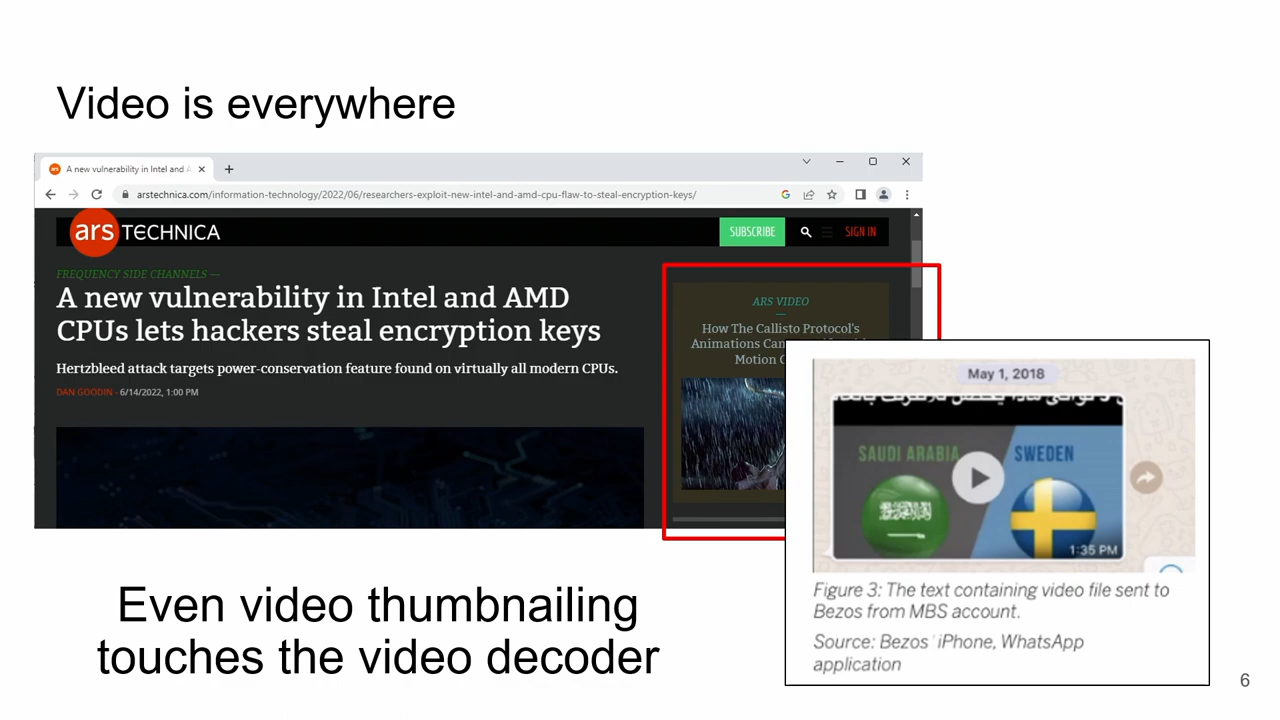 Video is everywhere
A new vulnerability in Intel and A
arstechnica.com/information-technology/2022/06/researchers-exploit-new-intel-and-amd-cpu-flaw-to-steal-encryption-keys/
ars TECHNICA
SUBSCRIBE
SIGN IN
FREQUENCY SIDE CHANNELS —
A new vulnerability in Intel and AMD
CPUs lets hackers steal encryption keys
Hertzbleed attack targets power-conservation feature found on virtually all modern CPUs.
DAN GOODIN - 6/14/2022, 1:00 PM
ARS VIDEO
How The Callisto Protocol's
Animations
Motion
May 1, 2018
SAUDI ARABIA
SWEDEN
1:35 PM
Figure 3: The text containing video file sent to
Bezos from MBS account.
Source: Bezos' iPhone, WhatsApp
application
Even video thumbnailing
touches the video decoder
6